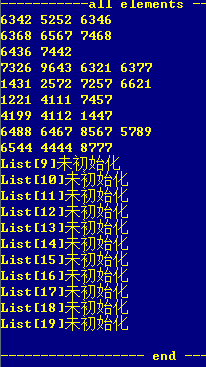 -----------all elements --
6342 5252 6346
6368 6567 7468
6436 7442
7326 9643 6321 6377
1431 2572 7257 6621
1221 4111 7457
4199 4112 1447
6488 6467 8567 5789
6544 4444 8777
List[9]未初始化
List[10]未初始化
List[11]未初始化
List[12]未初始化
List[13]未初始化
List[14]未初始化
List[15]未初始化
List[16]未初始化
List[17]未初始化
List[18]未初始化
List[19]未初始化
------------------ end ---